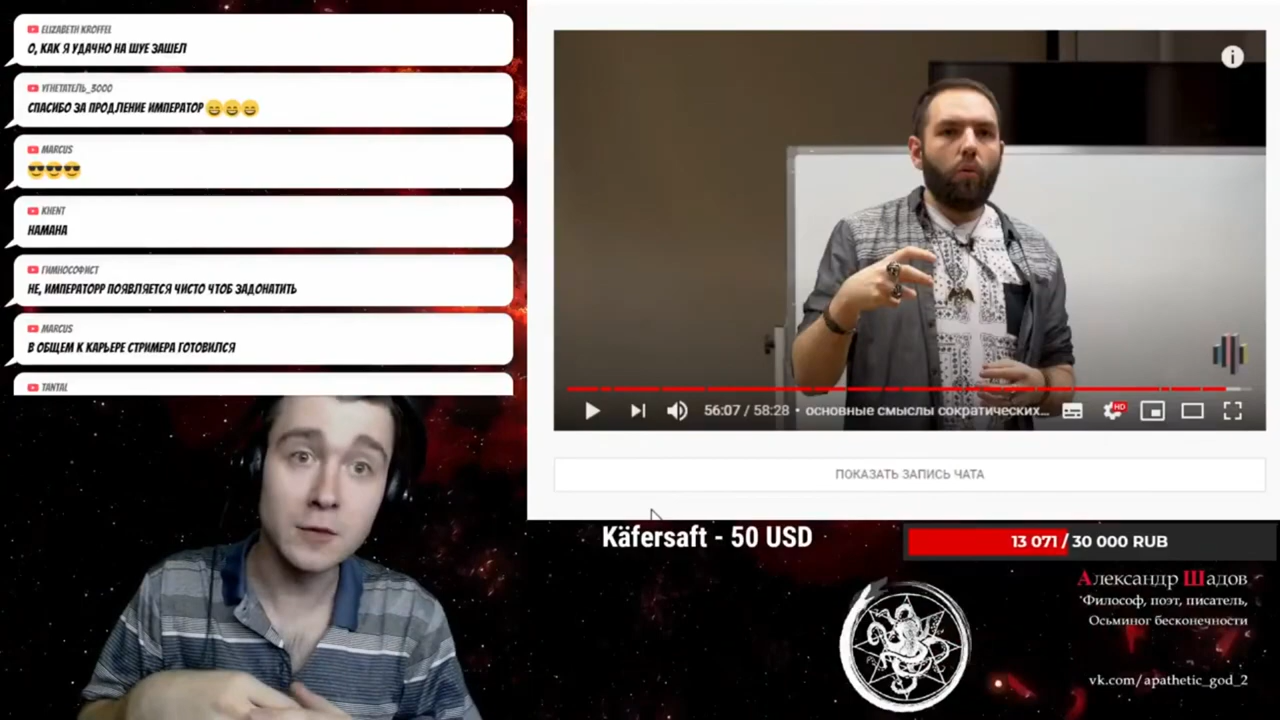 ELIZABETH KROFFEL
О, КАК Я УДАЧНО НА ШУЕ ЗАШЕЛ
УГНЕТАТЕЛЬ_3000
СПАСИБО ЗА ПРОДЛЕНИЕ ИМПЕРАТОР😄😄😄
MARCUS
😎😎😎
KHENT
НАМАНА
ГИМНОСОФИСТ
НЕ, ИМПЕРАТОРР ПОЯВЛЯЕТСЯ ЧИСТО ЧТОБ ЗАДОНАТИТЬ
MARCUS
В ОБЩЕМ К КАРЬЕРЕ СТРИМЕРА ГОТОВИЛСЯ
TANTAL
56:07 / 58:28 • основные смыслы сократических...
HD
ПОКАЗАТЬ ЗАПИСЬ ЧАТА
Käfersaft - 50 USD
13 071 / 30 000 RUB
Александр Шадов
Философ, поэт, писатель,
Осьминог бесконечности
vk.com/apathetic_god_2